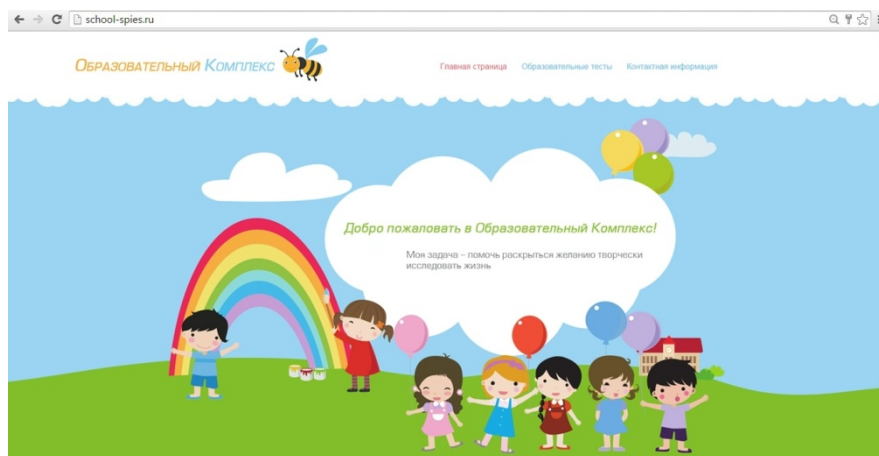 school-spies.ru
Образовательный Комплекс
Главная страница Образовательные тесты Контактная информация
Добро пожаловать в Образовательный Комплекс!
Моя задача – помочь раскрыться желанию творчески
исследовать жизнь